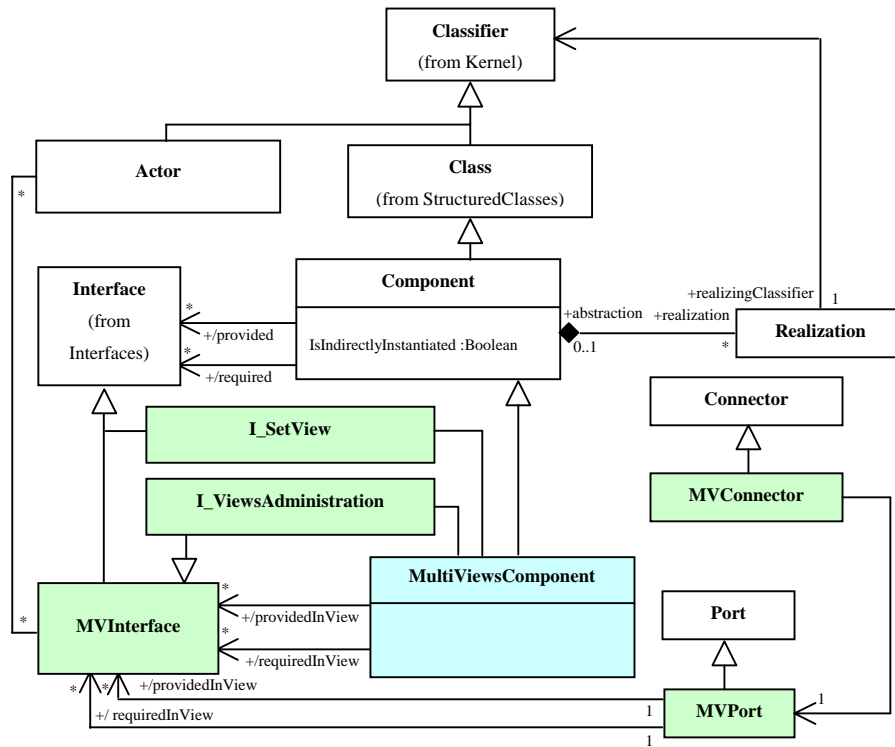 Classifier
(from Kernel)
Actor
*
Class
(from StructuredClasses)
Interface
(from
Interfaces)
*
+/provided
*
+/required
Component
IsIndirectlyInstantiated :Boolean
+abstraction
0..1
+realization
*
+realizingClassifier
1
Realization
Connector
I_SetView
MVConnector
I_ViewsAdministration
MultiViewsComponent
*
MVInterface
*
+/providedInView
*
+/requiredInView
Port
*
*
+/providedInView
+/ requiredInView
1
1
MVPort
1